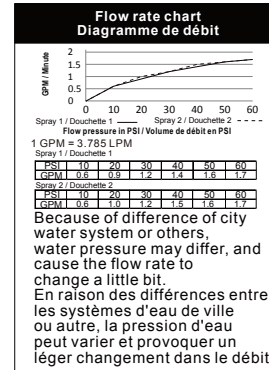 Flow rate chart
Diagramme de débit
GPM / Minute
2
1.5
1
0.5
0
0 10 20 30 40 50 60
Spray 1 / Douchette 1 Spray 2 / Douchette 2
Flow pressure in PSI / Volume de débit en PSI
1 GPM = 3.785 LPM
Spray 1 / Douchette 1
PSI 10 20 30 40 50 60
GPM 0.6 0.9 1.2 1.4 1.6 1.7
Spray 2 / Douchette 2
PSI 10 20 30 40 50 60
GPM 0.6 1.0 1.2 1.5 1.6 1.7
Because of difference of city
water system or others,
water pressure may differ, and
cause the flow rate to
change a little bit.
En raison des différences entre
les systèmes d'eau de ville
ou autre, la pression d'eau
peut varier et provoquer un
léger changement dans le débit